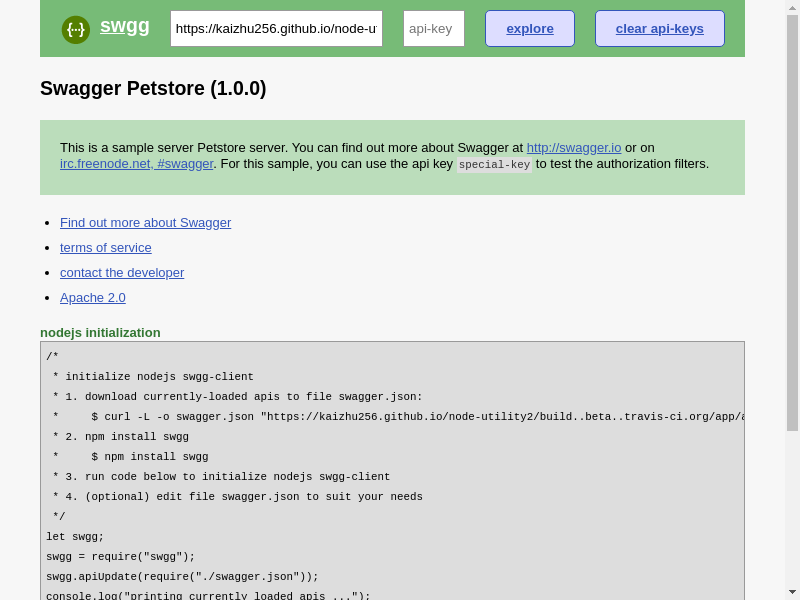 {...} swgg https://kaizhu256.github.io/node-ut api-key explore clear api-keys
Swagger Petstore (1.0.0)
This is a sample server Petstore server. You can find out more about Swagger at http://swagger.io or on
irc.freenode.net, #swagger. For this sample, you can use the api key special-key to test the authorization filters.
Find out more about Swagger
terms of service
contact the developer
Apache 2.0
nodejs initialization
/*
 * initialize nodejs swgg-client
 * 1. download currently-loaded apis to file swagger.json:
 *     $ curl -L -o swagger.json "https://kaizhu256.github.io/node-utility2/build..beta..travis-ci.org/app/a
 * 2. npm install swgg
 *     $ npm install swgg
 * 3. run code below to initialize nodejs swgg-client
 * 4. (optional) edit file swagger.json to suit your needs
 */
let swgg;
swgg = require("swgg");
swgg.apiUpdate(require("./swagger.json"));
console.log("printing currently loaded apis ...");